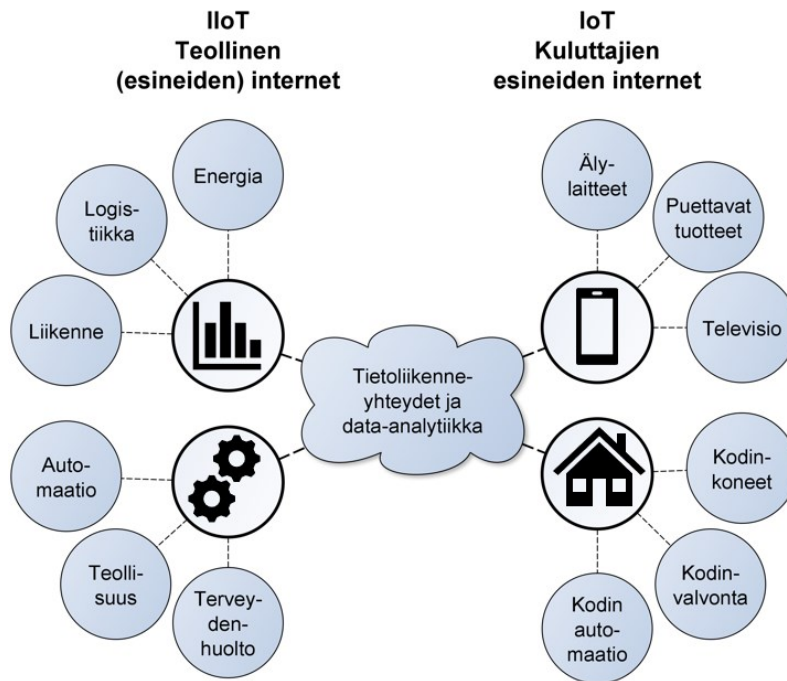 IIoT
Teollinen
(esineiden) internet
IoT
Kuluttajien
esineiden internet
Energia
Logis-
tiikka
Liikenne
Äly-
laitteet
Puettavat
tuotteet
Televisio
Tietoliikenne-
yhteydet ja
data-analytiikka
Auto-
maatio
Teolli-
suus
Tervey-
den-
huolto
Kodin-
koneet
Kodin-
valvonta
Kodin
auto-
maatio